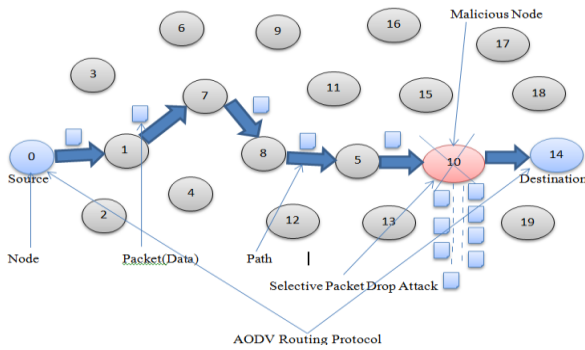 Malicious Node
6
9
16
17
3
7
11
15
18
0
1
8
5
10
14
Source
Destination
2
4
12
13
19
Node
Packet(Data)
Path
Selective Packet Drop Attack
AODV Routing Protocol